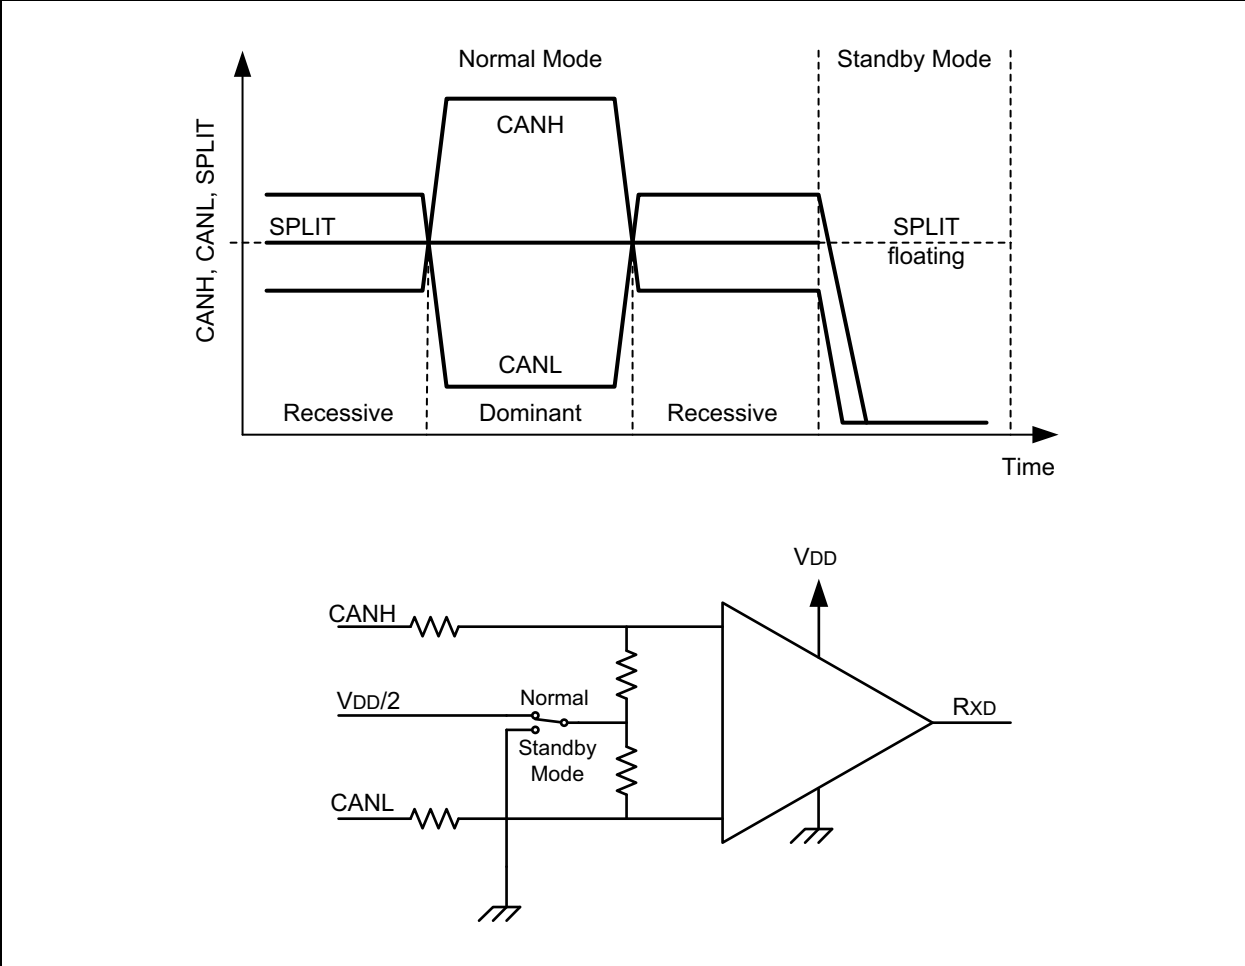 Normal Mode
Standby Mode
CANH, CANL, SPLIT
CANH
SPLIT
SPLIT
floating
CANL
Recessive
Dominant
Recessive
Time
VDD
CANH
VDD/2
Normal
Standby
Mode
RXD
CANL